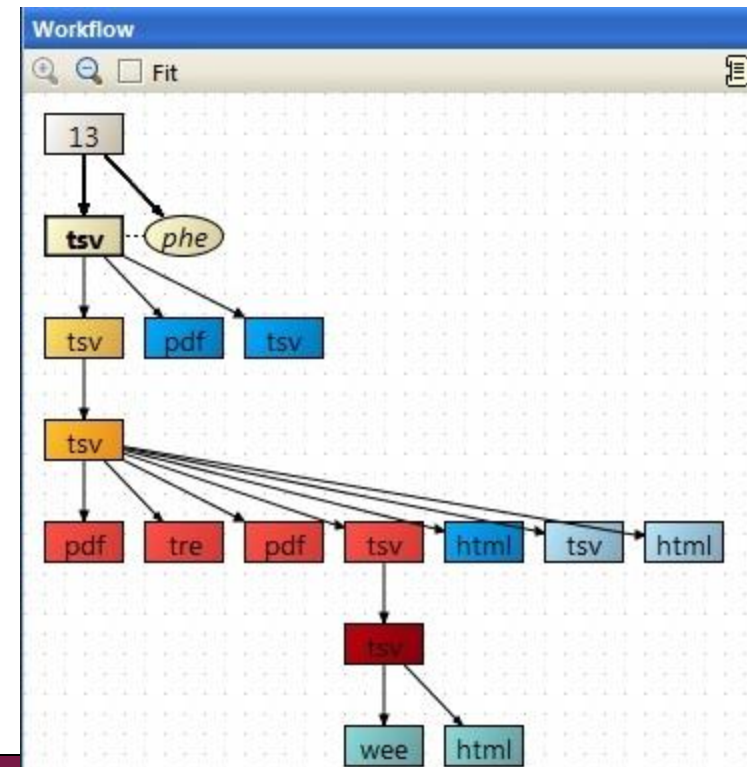 Workflow
Fit
13
tsv phe
tsv pdf tsv
tsv
pdf tre pdf tsv html tsv html
tsv
wee html